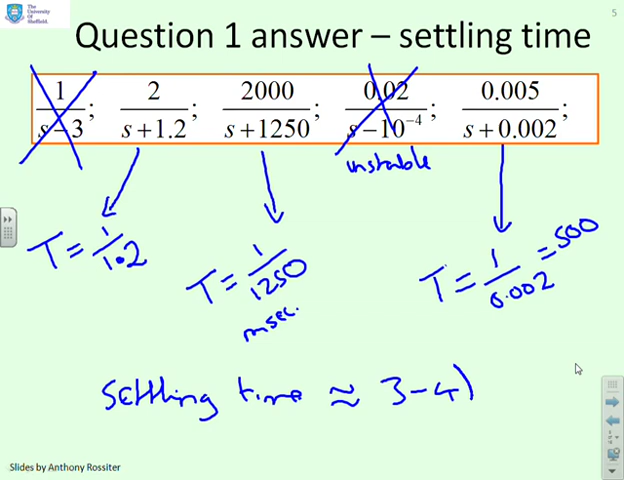 The
University
Of
Sheffield.
5
Question 1 answer – settling time
1/(s−3); 2/(s+1.2); 2000/(s+1250); 0.02/(s−10⁻⁴); 0.005/(s+0.002);
unstable
T = 1/1.2
T = 1/1250
msec.
T = 1/0.002 = 500
Settling time ≈ 3-4)
Slides by Anthony Rossiter